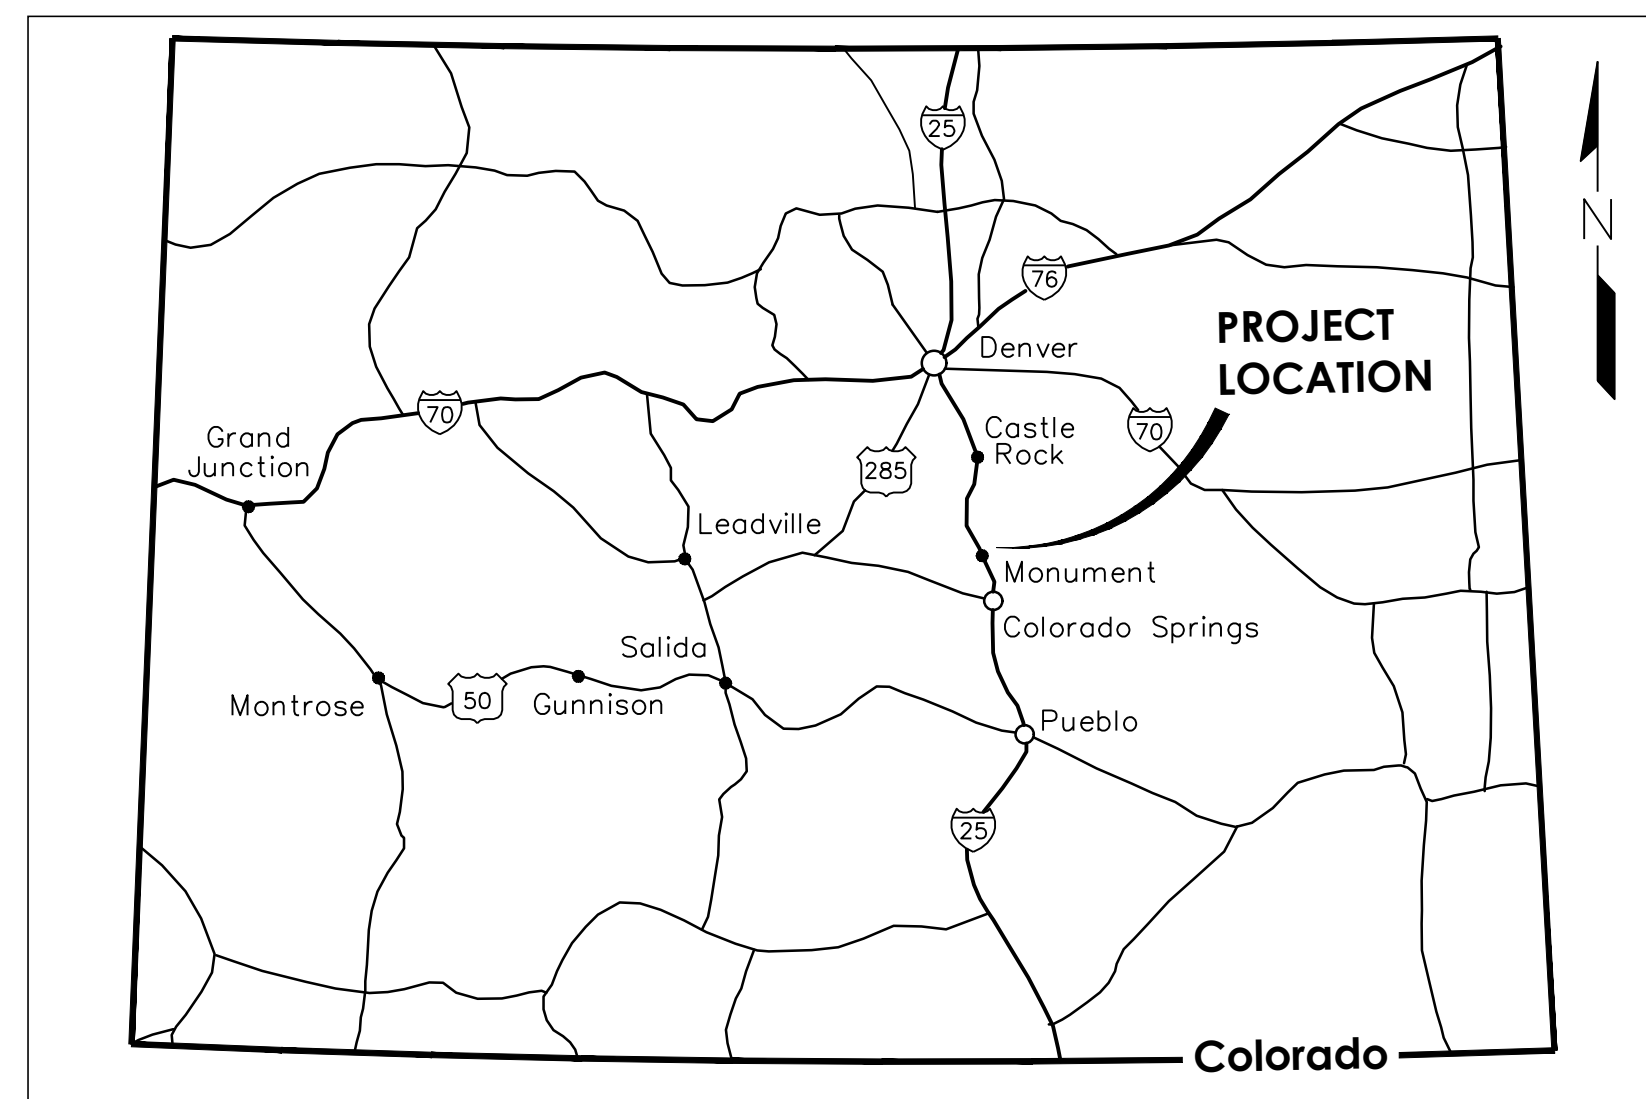 25
N
76
PROJECT
LOCATION
Denver
70
70
Grand
Junction
Castle
Rock
285
Leadville
Monument
Colorado Springs
Salida
50
Montrose
Gunnison
Pueblo
25
Colorado